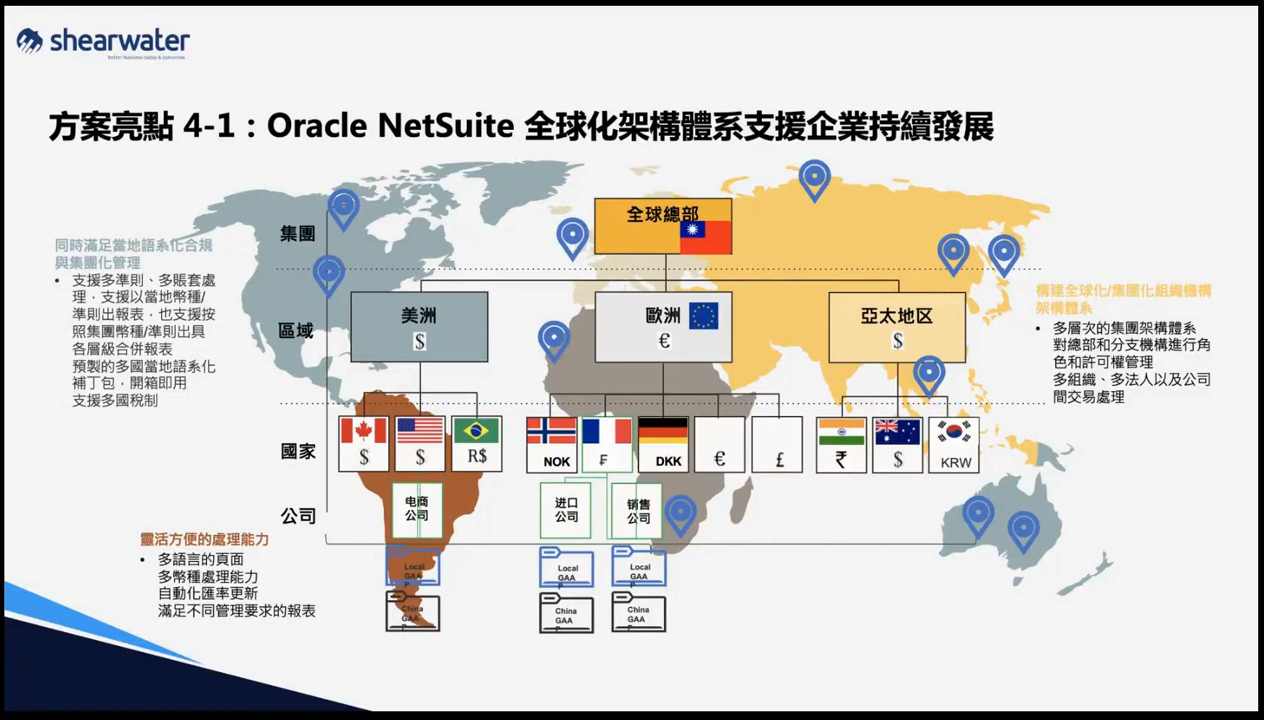 shearwater
better business today & tomorrow
方案亮點 4-1：Oracle NetSuite 全球化架構體系支援企業持續發展
集團
全球總部
同時滿足當地語系化合規
與集團化管理
• 支援多準則、多賬套處
理，支援以當地幣種/
準則出報表，也支援按
照集團幣種/準則出具
各層級合併報表
預製的多國當地語系化
補丁包，開箱即用
支援多國稅制
區域
美洲
$
歐洲
€
亞太地区
$
構建全球化/集團化組織機構
架構體系
• 多層次的集團架構體系
對總部和分支機構進行角
色和許可權管理
多組織、多法人以及公司
間交易處理
國家
$
$
R$
NOK
₣
DKK
€
£
₹
$
KRW
公司
电商
公司
进口
公司
销售
公司
靈活方便的處理能力
• 多語言的頁面
多幣種處理能力
自動化匯率更新
滿足不同管理要求的報表
Local
GAA
P
Local
GAA
P
Local
GAA
P
China
GAA
P
China
GAA
P
China
GAA
P